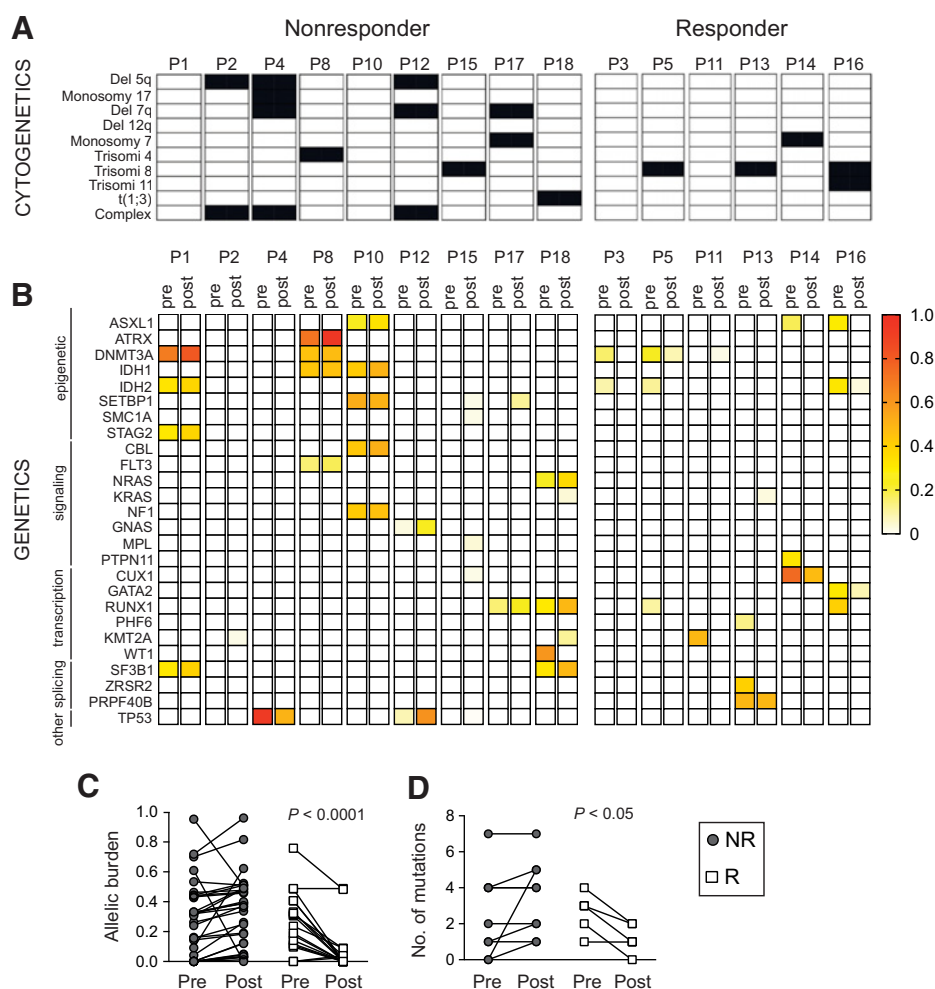 A
Nonresponder Responder
CYTOGENETICS
P1 P2 P4 P8 P10 P12 P15 P17 P18 P3 P5 P11 P13 P14 P16
Del 5q
Monosomy 17
Del 7q
Del 12q
Monosomy 7
Trisomi 4
Trisomi 8
Trisomi 11
t(1;3)
Complex
B
GENETICS
P1 P2 P4 P8 P10 P12 P15 P17 P18 P3 P5 P11 P13 P14 P16
pre post pre post pre post pre post pre post pre post pre post pre post pre post pre post pre post pre post pre post pre post pre post
epigenetic
ASXL1
ATRX
DNMT3A
IDH1
IDH2
SETBP1
SMC1A
STAG2
signaling
CBL
FLT3
NRAS
KRAS
NF1
GNAS
MPL
PTPN11
transcription
CUX1
GATA2
RUNX1
PHF6
KMT2A
WT1
splicing
SF3B1
ZRSR2
PRPF40B
other
TP53
1.0
0.8
0.6
0.4
0.2
0
C
Allelic burden
1.0
0.8
0.6
0.4
0.2
0.0
P < 0.0001
Pre Post Pre Post
D
No. of mutations
8
6
4
2
0
P < 0.05
Pre Post Pre Post
NR
R